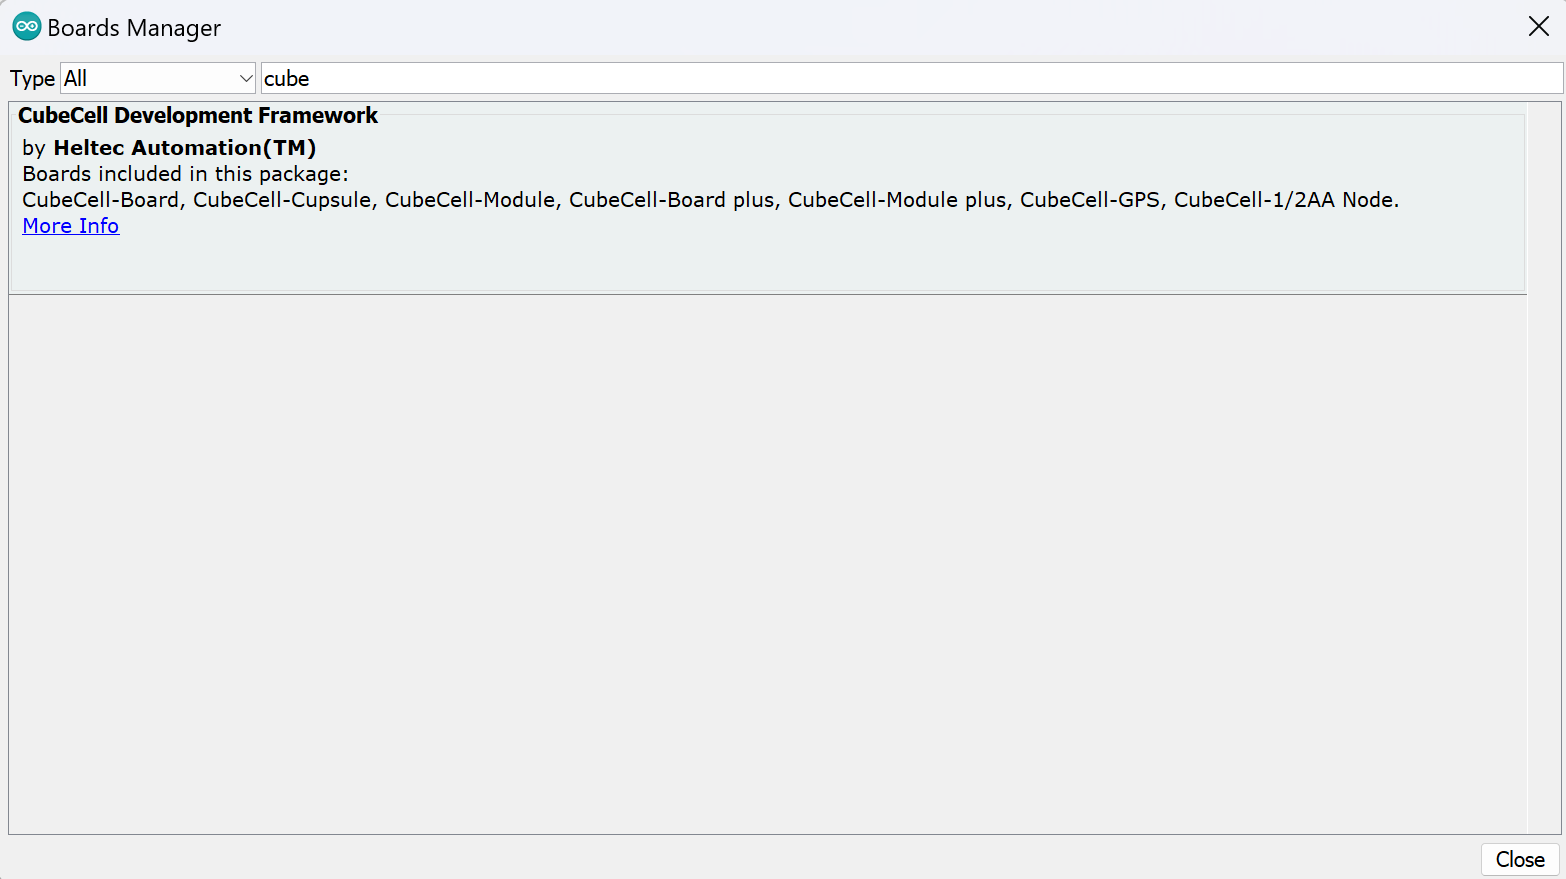 Boards Manager
Type All cube
CubeCell Development Framework
by Heltec Automation(TM)
Boards included in this package:
CubeCell-Board, CubeCell-Cupsule, CubeCell-Module, CubeCell-Board plus, CubeCell-Module plus, CubeCell-GPS, CubeCell-1/2AA Node.
More Info
Close